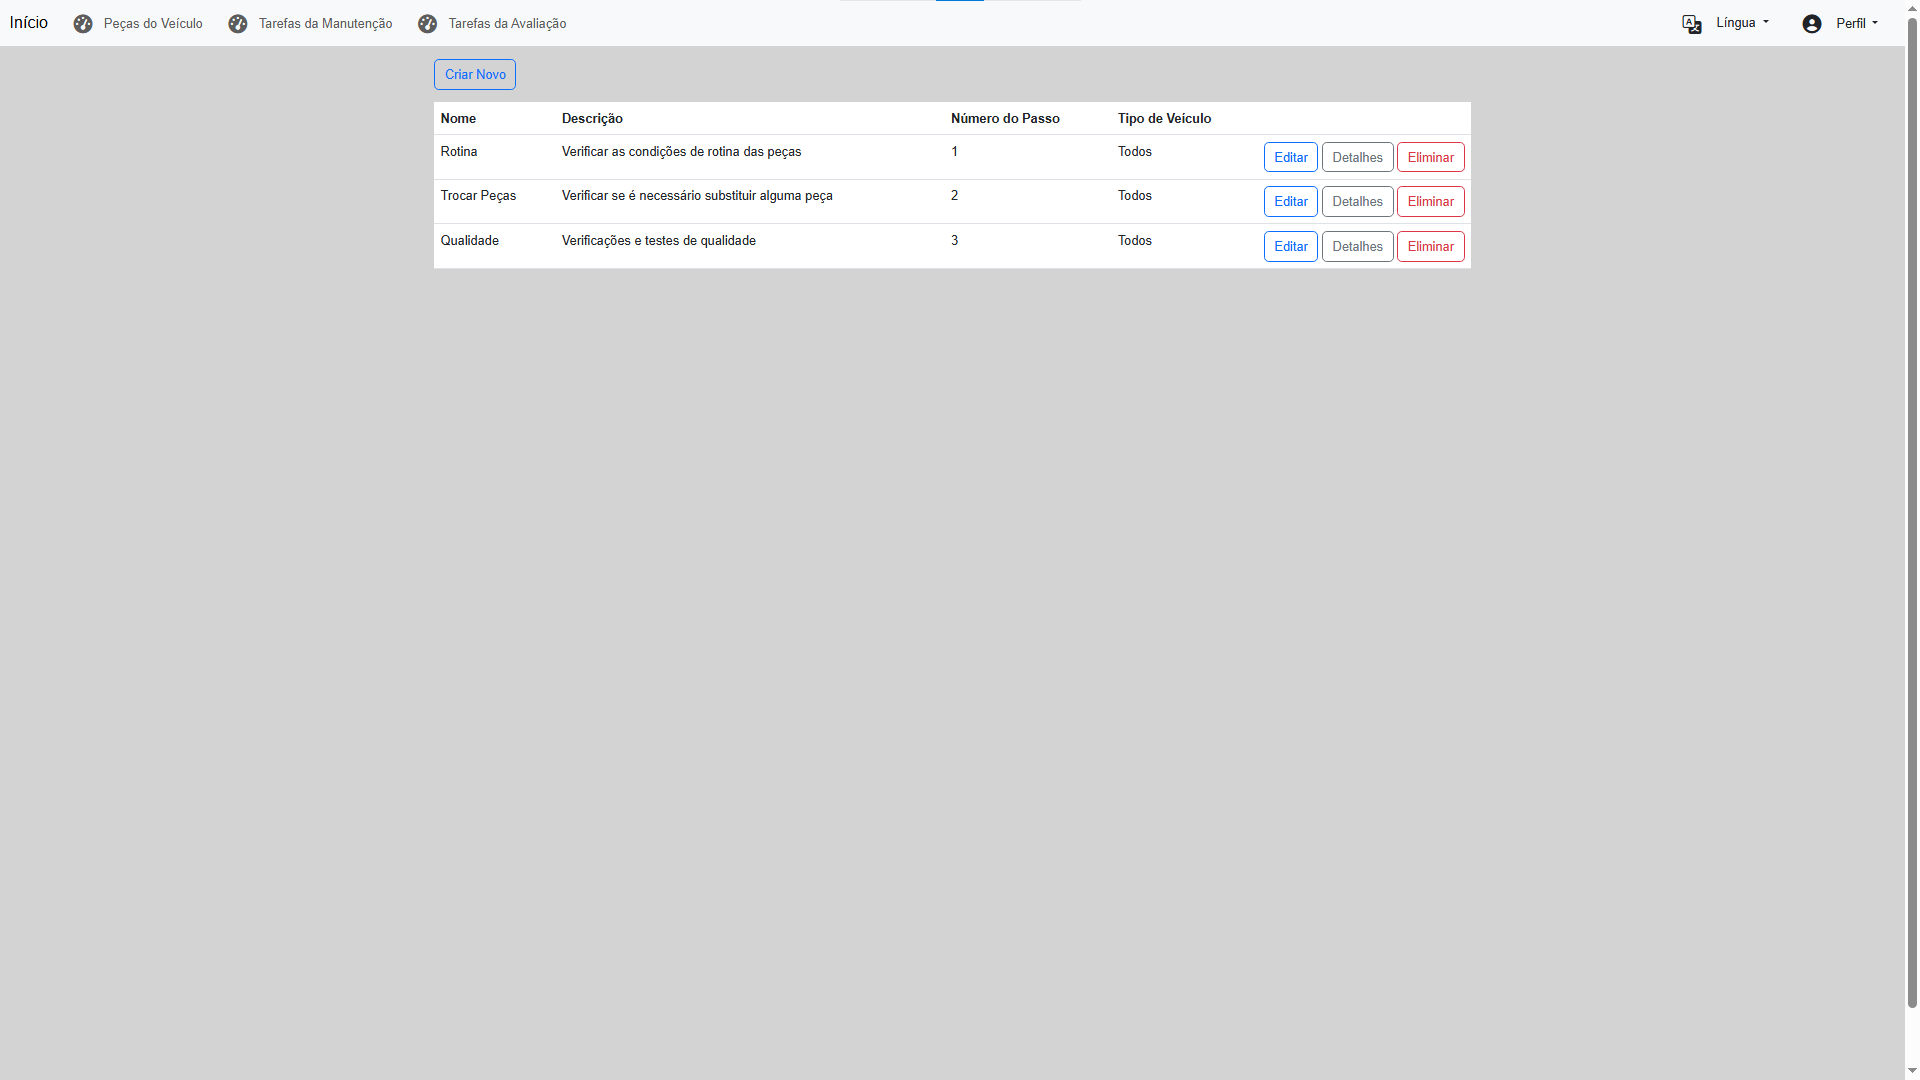 Início Peças do Veículo Tarefas da Manutenção Tarefas da Avaliação Língua Perfil
Criar Novo
Nome Descrição Número do Passo Tipo de Veículo
Rotina Verificar as condições de rotina das peças 1 Todos Editar Detalhes Eliminar
Trocar Peças Verificar se é necessário substituir alguma peça 2 Todos Editar Detalhes Eliminar
Qualidade Verificações e testes de qualidade 3 Todos Editar Detalhes Eliminar